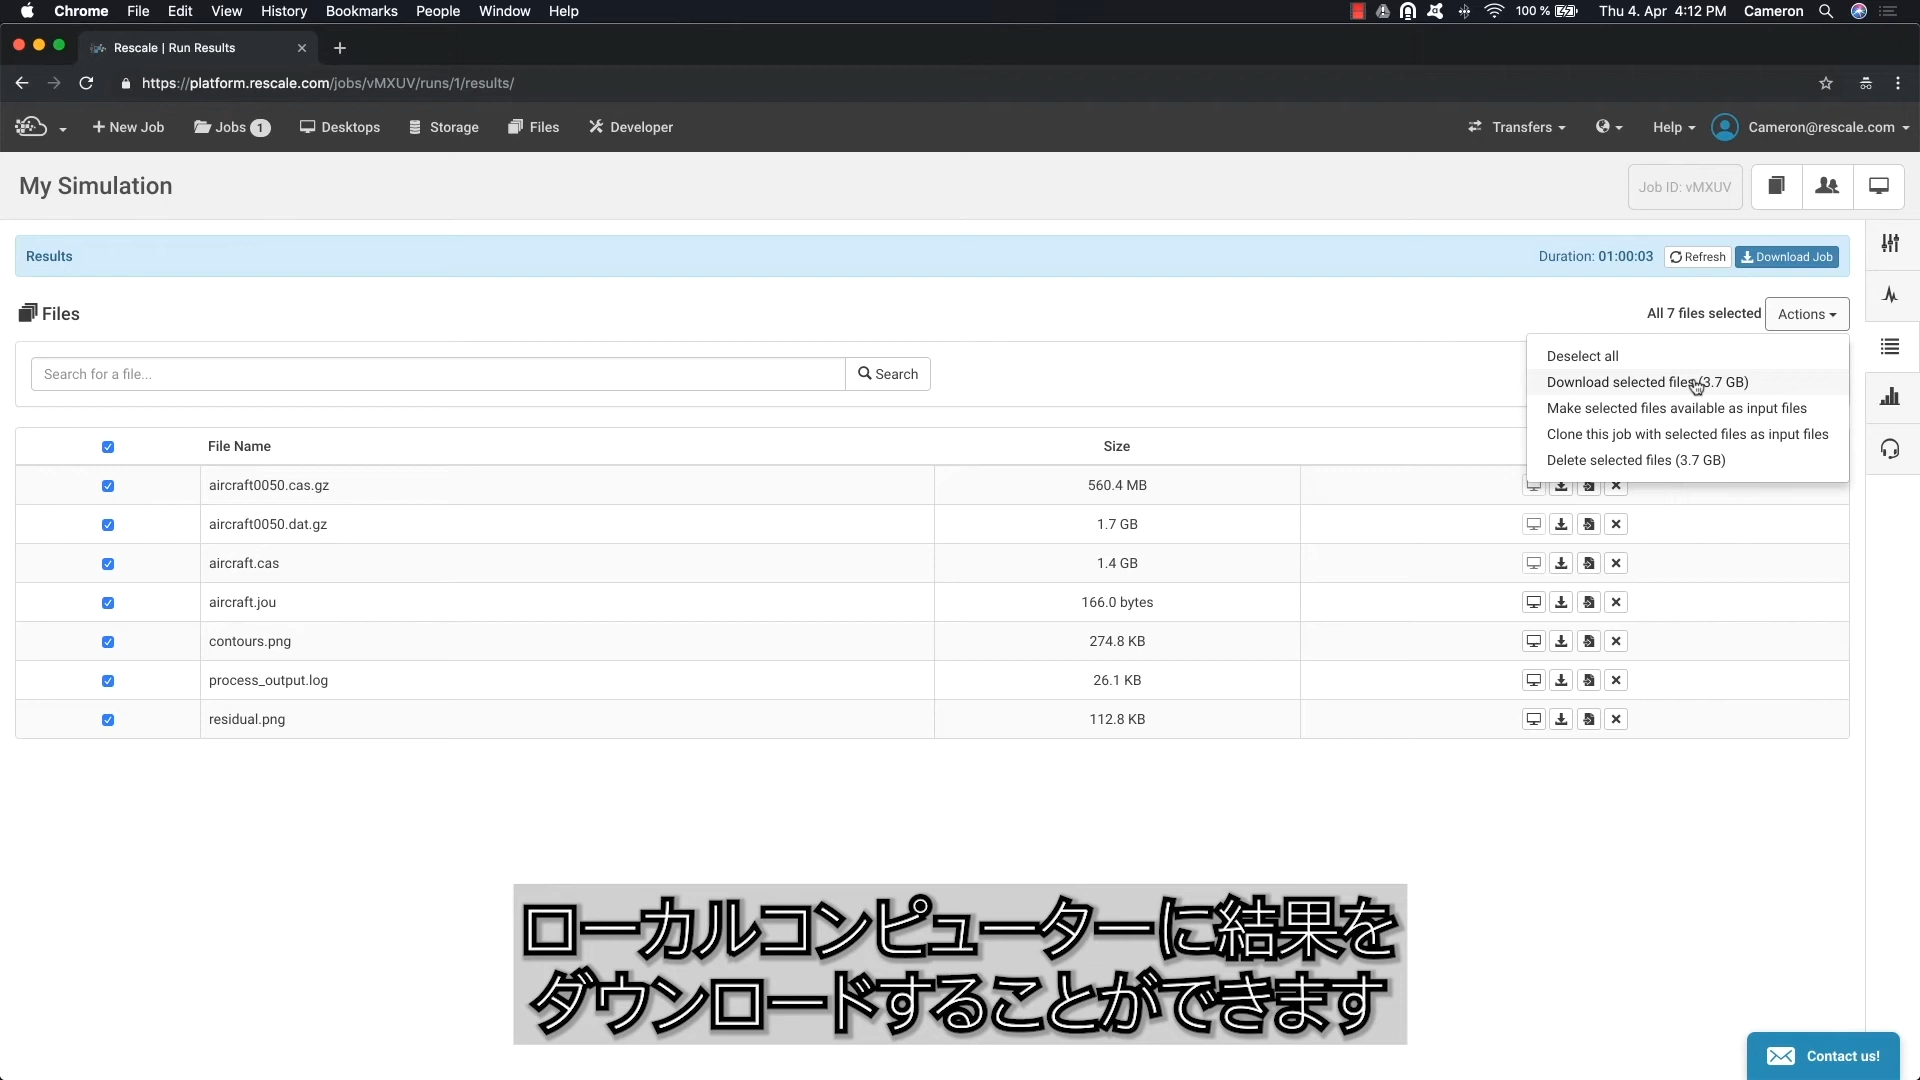 Chrome File Edit View History Bookmarks People Window Help 100 % Thu 4. Apr 4:12 PM Cameron
Rescale | Run Results
https://platform.rescale.com/jobs/vMXUV/runs/1/results/
New Job Jobs 1 Desktops Storage Files Developer Transfers Help Cameron@rescale.com
My Simulation Job ID: vMXUV
Results Duration: 01:00:03 Refresh Download Job
Files All 7 files selected Actions
Deselect all
Search for a file... Search
Download selected files (3.7 GB)
Make selected files available as input files
Clone this job with selected files as input files
Delete selected files (3.7 GB)
File Name Size
aircraft0050.cas.gz 560.4 MB
aircraft0050.dat.gz 1.7 GB
aircraft.cas 1.4 GB
aircraft.jou 166.0 bytes
contours.png 274.8 KB
process_output.log 26.1 KB
residual.png 112.8 KB
ローカルコンピューターに結果を
ダウンロードすることができます
Contact us!